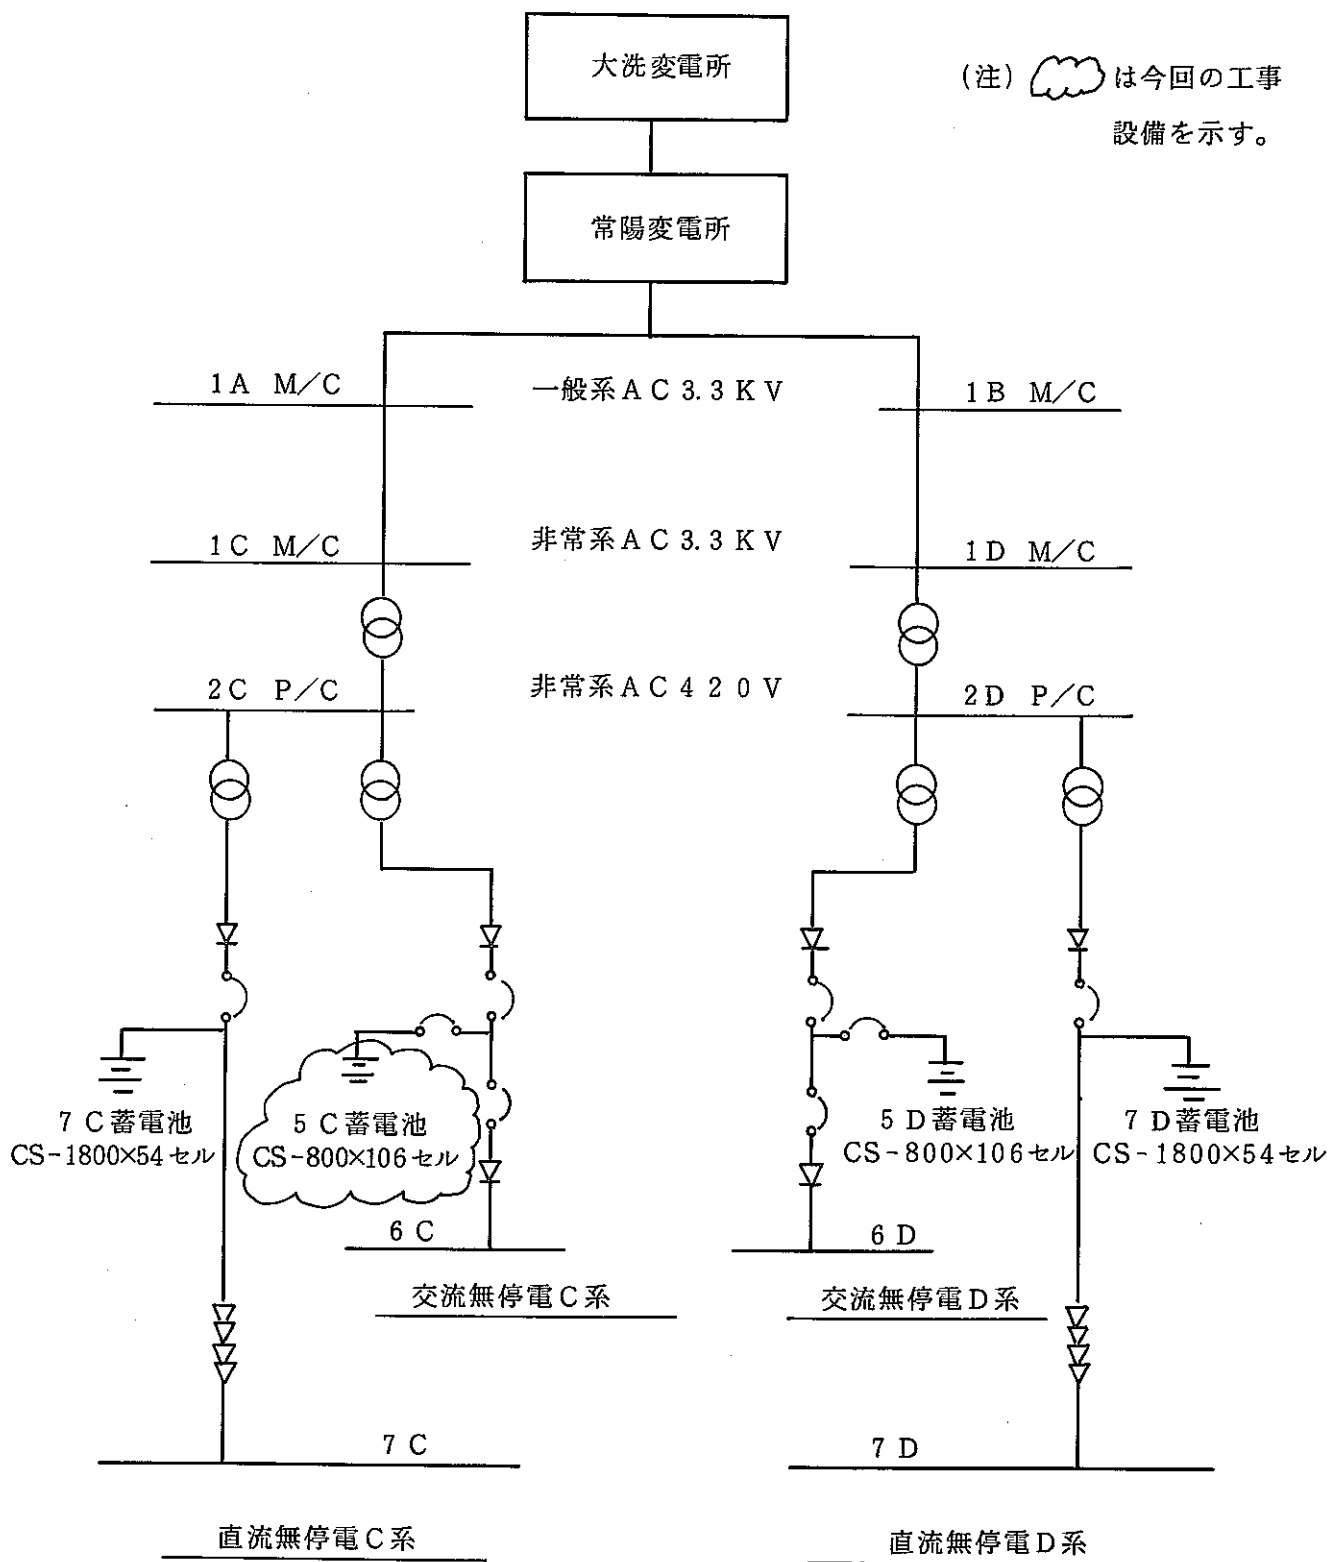 大洗変電所
(注) は今回の工事
設備を示す。
常陽変電所
1A M/C
一般系AC3.3KV
1B M/C
1C M/C
非常系AC3.3KV
1D M/C
2C P/C
非常系AC420V
2D P/C
7C蓄電池
CS-1800×54セル
5C蓄電池
CS-800×106セル
5D蓄電池
CS-800×106セル
7D蓄電池
CS-1800×54セル
6C
6D
交流無停電C系
交流無停電D系
7C
7D
直流無停電C系
直流無停電D系